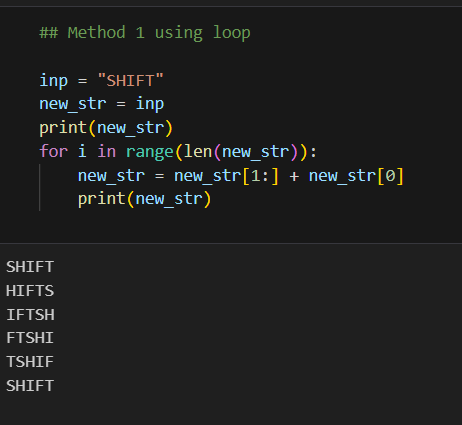 ## Method 1 using loop
inp = "SHIFT"
new_str = inp
print(new_str)
for i in range(len(new_str)):
    new_str = new_str[1:] + new_str[0]
    print(new_str)
SHIFT
HIFTS
IFTSH
FTSHI
TSHIF
SHIFT